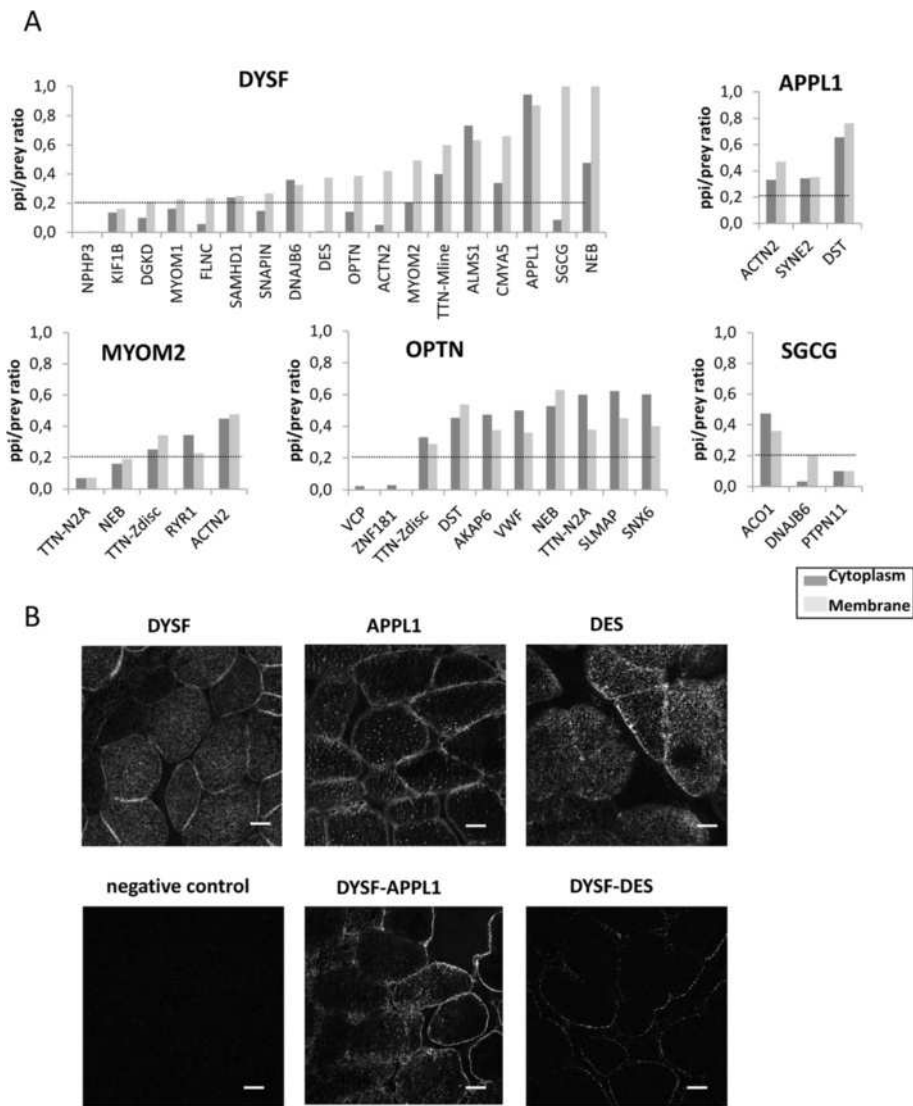 A
DYSF
ppi/prey ratio
1,0
0,8
0,6
0,4
0,2
0,0
NPHP3
KIF1B
DGKD
MYOM1
FLNC
SAMHD1
SNAPIN
DNAJB6
DES
OPTN
ACTN2
MYOM2
TTN-Mline
ALMS1
CMYA5
APPL1
SGCG
NEB
APPL1
ppi/prey ratio
1,0
0,8
0,6
0,4
0,2
0,0
ACTN2
SYNE2
DST
MYOM2
ppi/prey ratio
1,0
0,8
0,6
0,4
0,2
0,0
TTN-N2A
NEB
TTN-Zdisc
RYR1
ACTN2
OPTN
ppi/prey ratio
1,0
0,8
0,6
0,4
0,2
0,0
VCP
ZNF181
TTN-Zdisc
DST
AKAP6
VWF
NEB
TTN-N2A
SLMAP
SNX6
SGCG
ppi/prey ratio
1,0
0,8
0,6
0,4
0,2
0,0
ACO1
DNAJB6
PTPN11
Cytoplasm
Membrane
B
DYSF
APPL1
DES
negative control
DYSF-APPL1
DYSF-DES